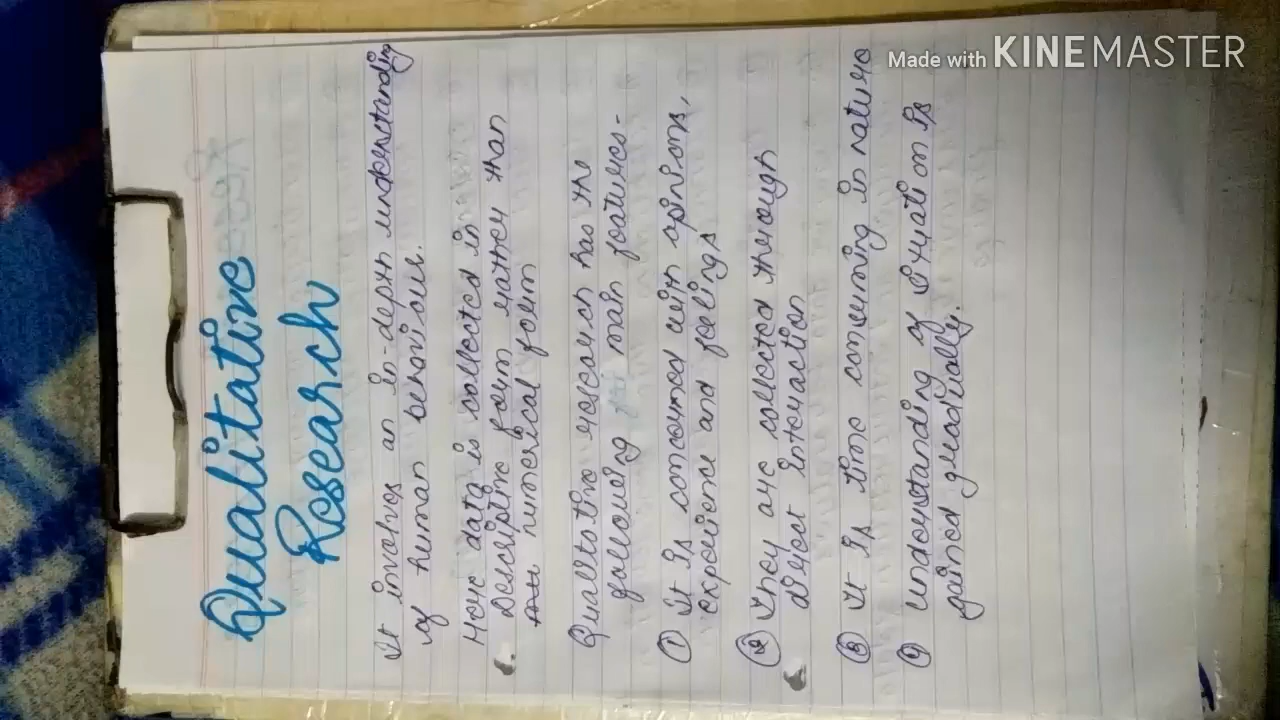 Qualitative
Research
It involves an in-depth understanding
of human behaviour.
Here data is collected in
Descriptive form rather than
numerical form
Qualitative research has the
following main features-
① It is concerned with opinions,
experience and feelings
② They are collected through
direct interaction
③ It is time consuming in nature
④ Understanding of situation is
gained gradually.
Made with KINEMASTER